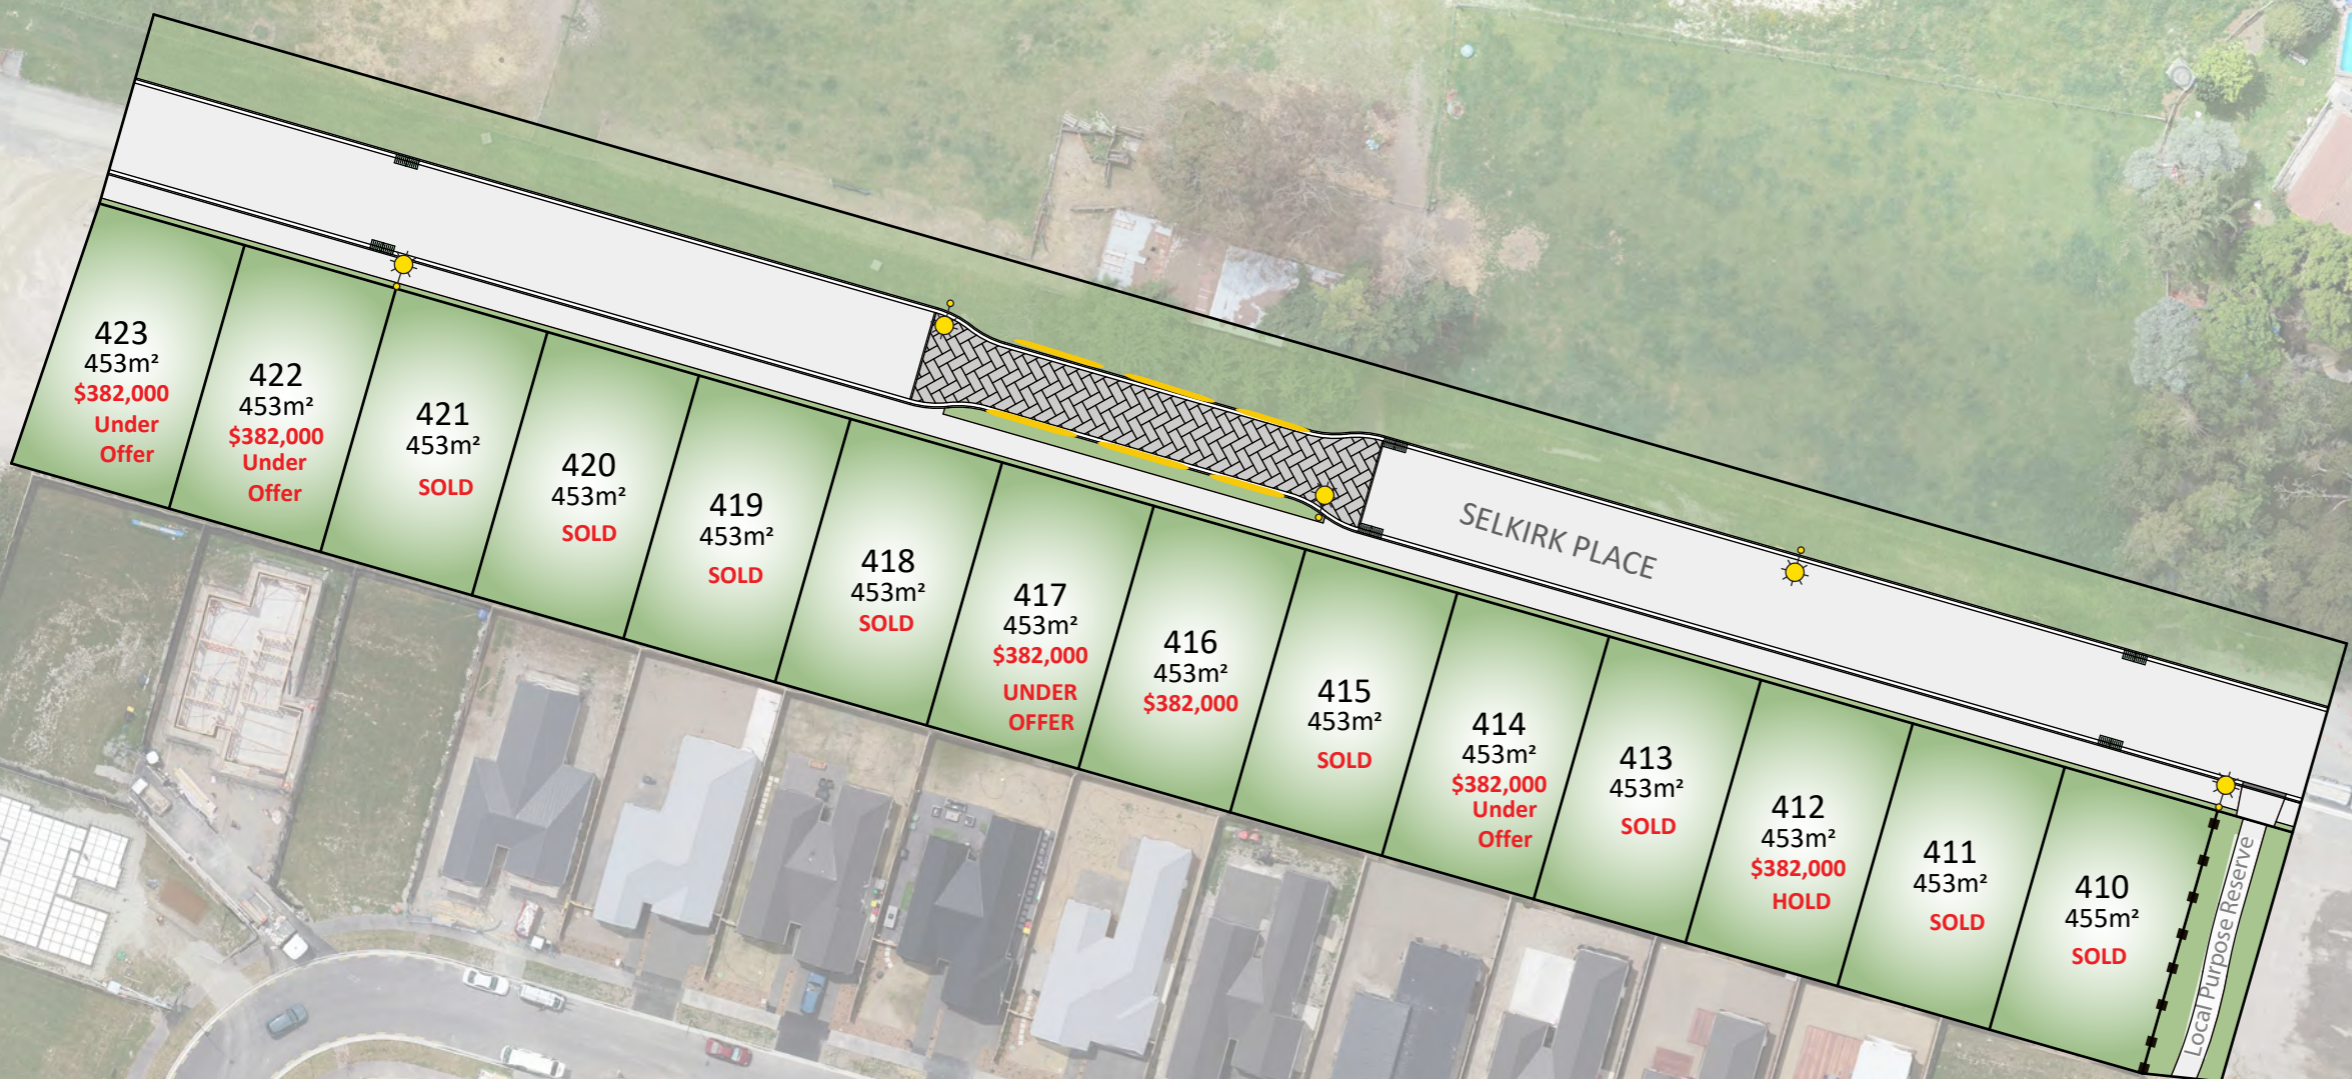 423
453m²
$382,000
Under
Offer
422
453m²
$382,000
Under
Offer
421
453m²
SOLD
420
453m²
SOLD
419
453m²
SOLD
418
453m²
SOLD
417
453m²
$382,000
UNDER
OFFER
416
453m²
$382,000
415
453m²
SOLD
414
453m²
$382,000
Under
Offer
413
453m²
SOLD
412
453m²
$382,000
HOLD
411
453m²
SOLD
410
455m²
SOLD
SELKIRK PLACE
Local Purpose Reserve